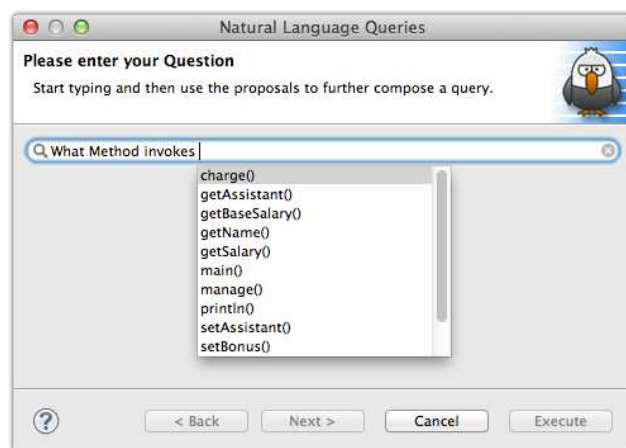 Natural Language Queries
Please enter your Question
Start typing and then use the proposals to further compose a query.
What Method invokes
charge()
getAssistant()
getBaseSalary()
getName()
getSalary()
main()
manage()
println()
setAssistant()
setBonus()
? < Back Next > Cancel Execute